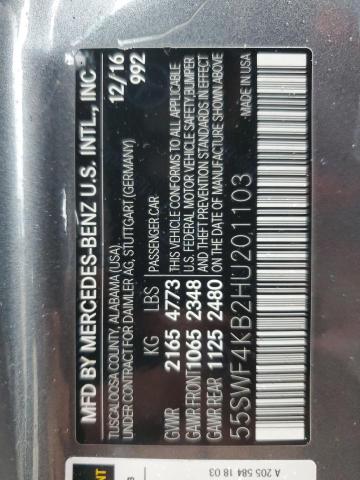 MFD BY MERCEDES-BENZ U.S. INTL., INC
TUSCALOOSA COUNTY, ALABAMA (USA)
UNDER CONTRACT FOR DAIMLER AG, STUTTGART (GERMANY)
12/16
992
PASSENGER CAR
KG LBS
GVWR 2165 4773
GAWR FRONT 1065 2348
GAWR REAR 1125 2480
THIS VEHICLE CONFORMS TO ALL APPLICABLE
U.S. FEDERAL MOTOR VEHICLE SAFETY, BUMPER
AND THEFT PREVENTION STANDARDS IN EFFECT
ON THE DATE OF MANUFACTURE SHOWN ABOVE
55SWF4KB2HU201103
MADE IN USA
A 205 584 18 03